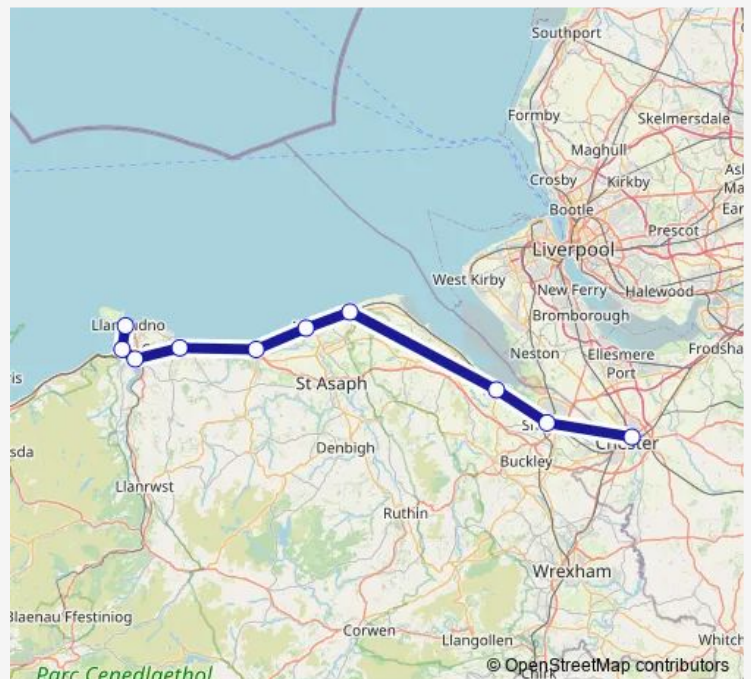 Southport
Formby
Skelmersdale
Maghull
Crosby
Kirkby
Bootle
Prescot
Liverpool
West Kirby
New Ferry
Halewood
Bromborough
Neston
Ellesmere
Port
Frodsha
St Asaph
Denbigh
Buckley
Chester
Llanrwst
Ruthin
Wrexham
Blaenau Ffestiniog
Corwen
Llangollen
Whitch
Chirk
Parc Cenedlaethol
© OpenStreetMap contributors